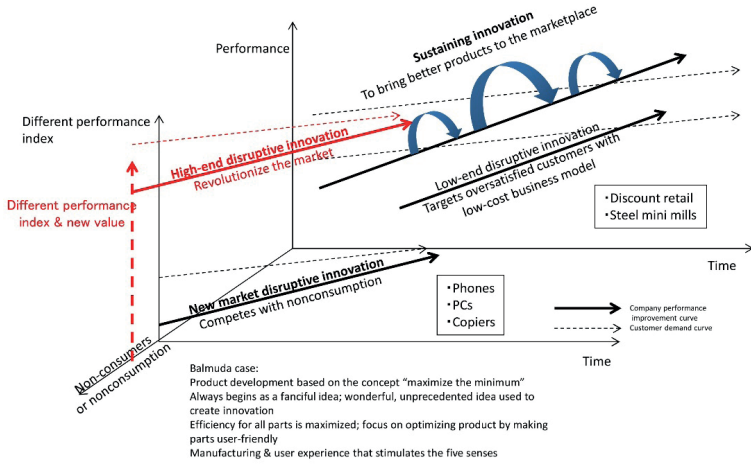 Performance
Sustaining innovation
To bring better products to the marketplace
Different performance
index
High-end disruptive innovation
Revolutionize the market
Low-end disruptive innovation
Targets oversatisfied customers with
low-cost business model
Different performance
index & new value
・Discount retail
・Steel mini mills
Time
New market disruptive innovation
Competes with nonconsumption
・Phones
・PCs
・Copiers
Company performance
improvement curve
Customer demand curve
Time
Non-consumers
or nonconsumption
Balmuda case:
Product development based on the concept “maximize the minimum”
Always begins as a fanciful idea; wonderful, unprecedented idea used to
create innovation
Efficiency for all parts is maximized; focus on optimizing product by making
parts user-friendly
Manufacturing & user experience that stimulates the five senses